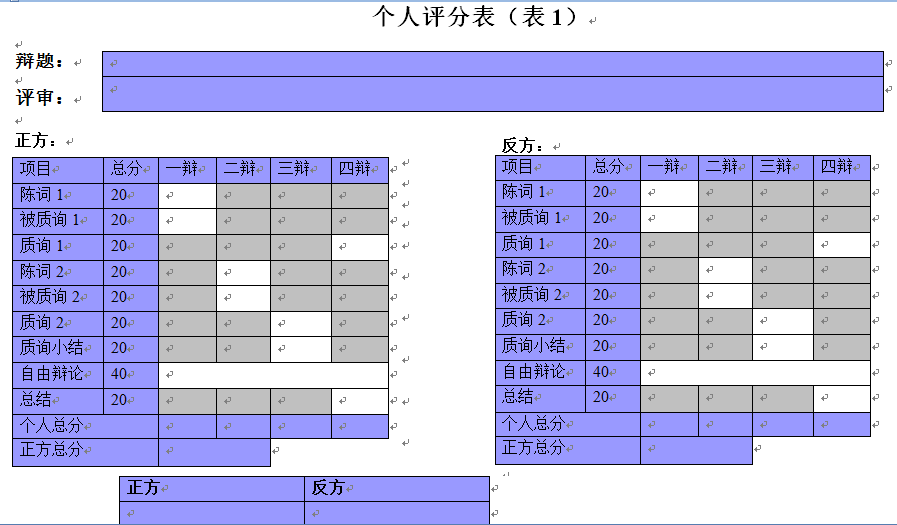 个人评分表（表1）
辩题：
评审：
正方：
项目 总分 一辩 二辩 三辩 四辩
陈词1 20
被质询1 20
质询1 20
陈词2 20
被质询2 20
质询2 20
质询小结 20
自由辩论 40
总结 20
个人总分
正方总分
反方：
项目 总分 一辩 二辩 三辩 四辩
陈词1 20
被质询1 20
质询1 20
陈词2 20
被质询2 20
质询2 20
质询小结 20
自由辩论 40
总结 20
个人总分
正方总分
正方 反方